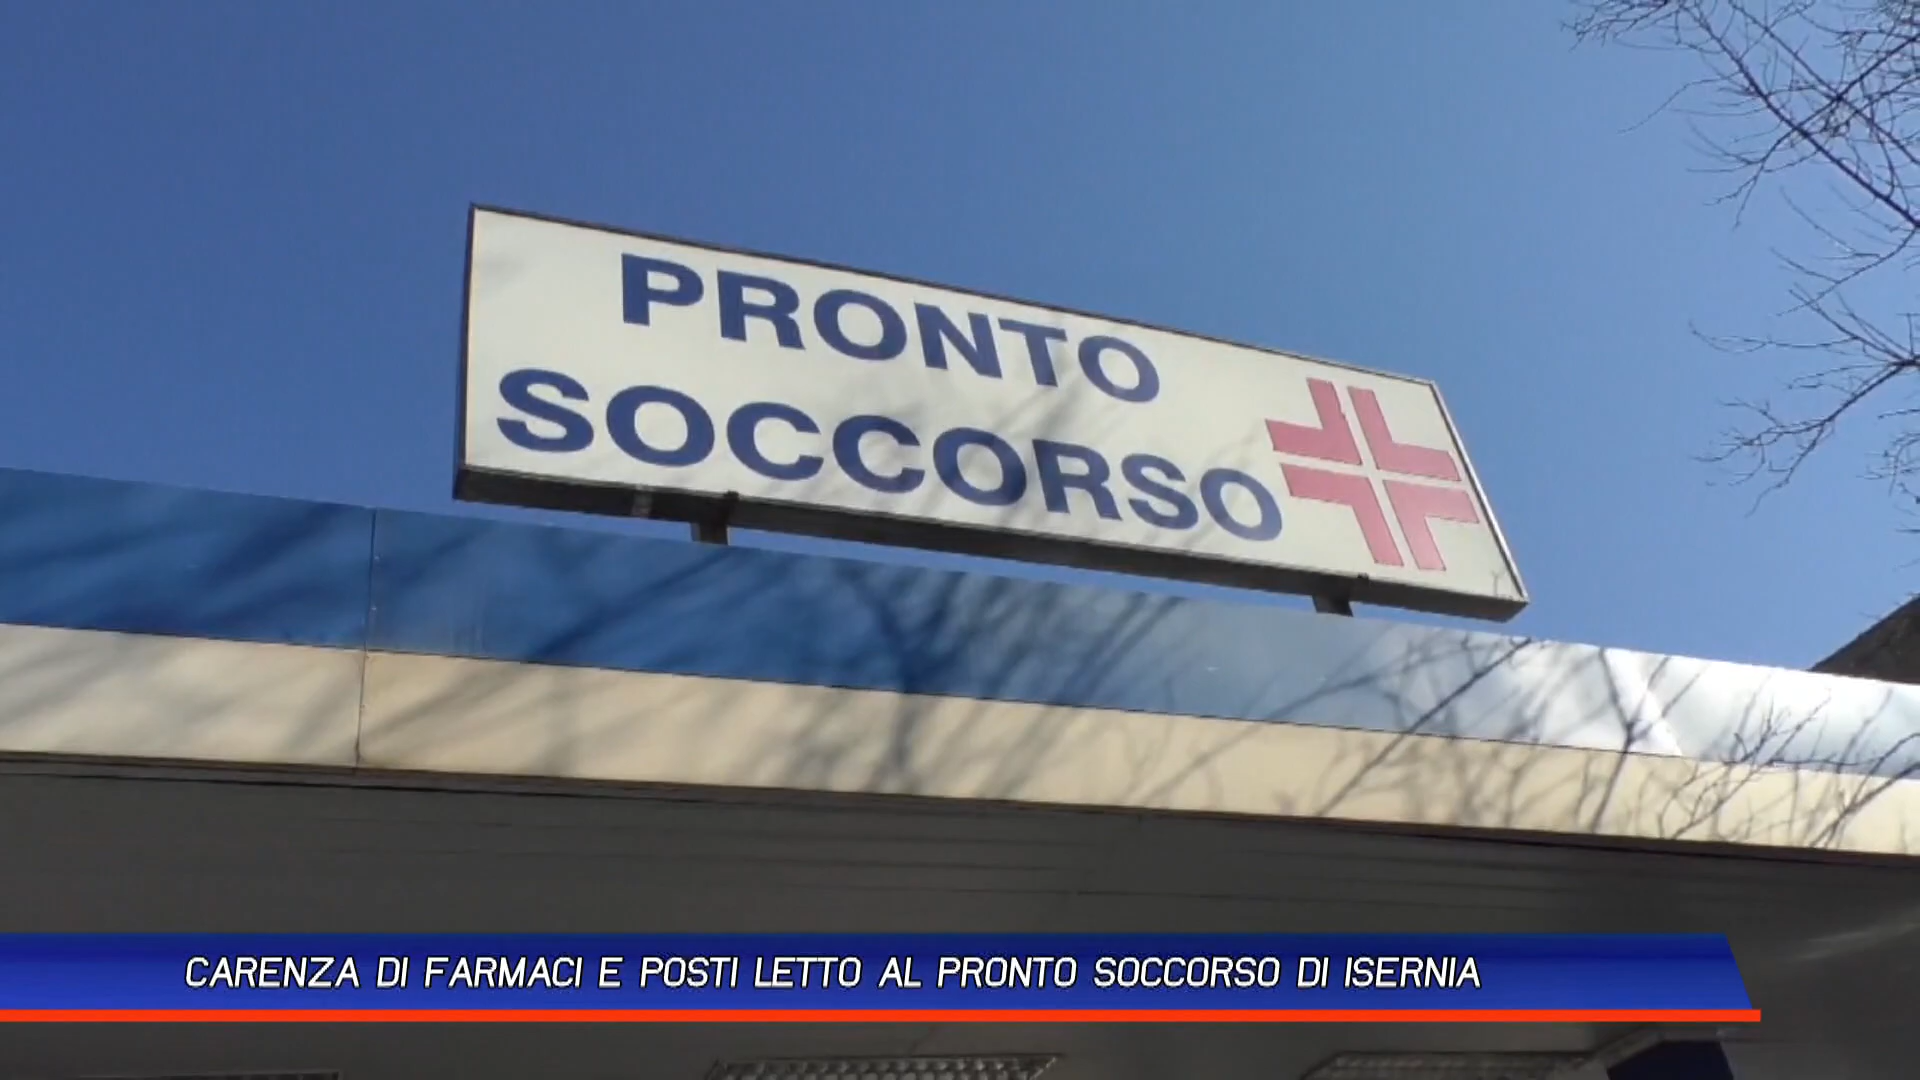 PRONTO
SOCCORSO
CARENZA DI FARMACI E POSTI LETTO AL PRONTO SOCCORSO DI ISERNIA